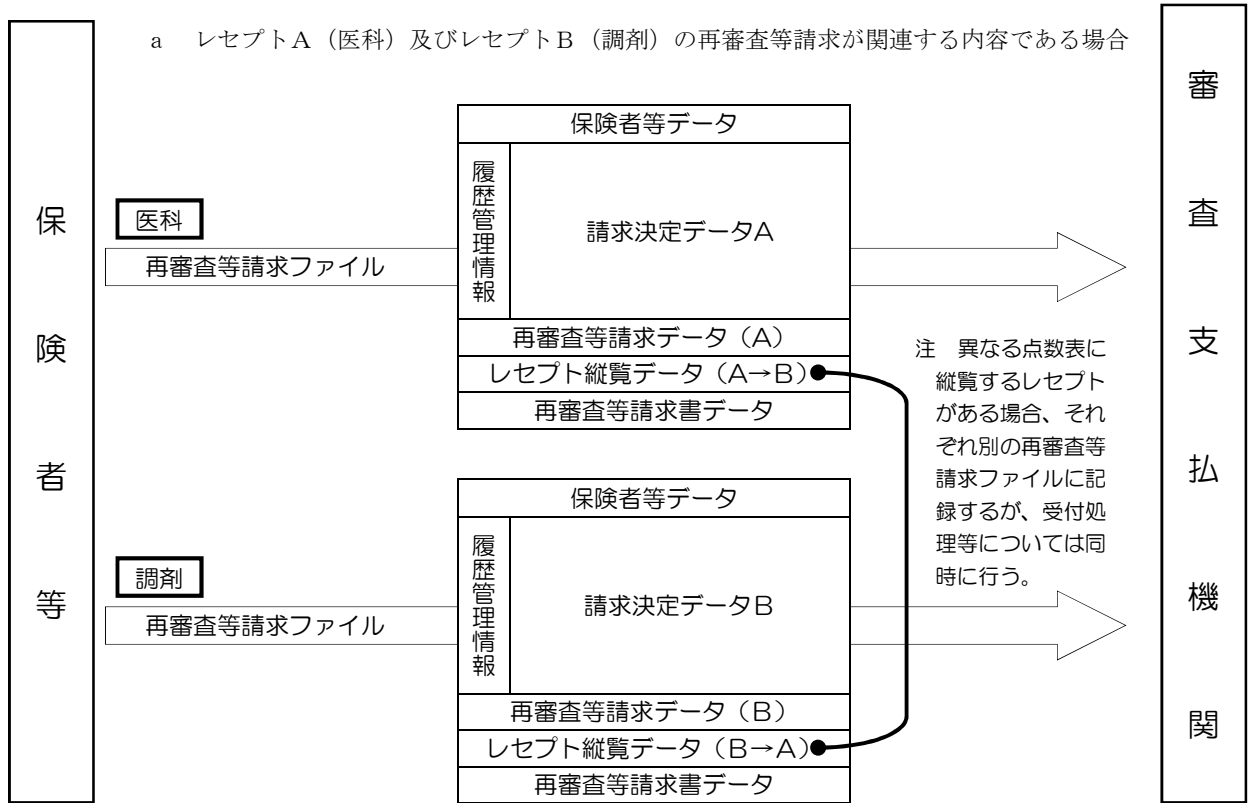 a　レセプトA（医科）及びレセプトB（調剤）の再審査等請求が関連する内容である場合
保険者等
審査支払機関
医科
再審査等請求ファイル
保険者等データ
履歴管理情報
請求決定データA
再審査等請求データ（A）
レセプト縦覧データ（A→B）
再審査等請求書データ
注　異なる点数表に
縦覧するレセプト
がある場合、それ
ぞれ別の再審査等
請求ファイルに記
録するが、受付処
理等については同
時に行う。
調剤
再審査等請求ファイル
保険者等データ
履歴管理情報
請求決定データB
再審査等請求データ（B）
レセプト縦覧データ（B→A）
再審査等請求書データ